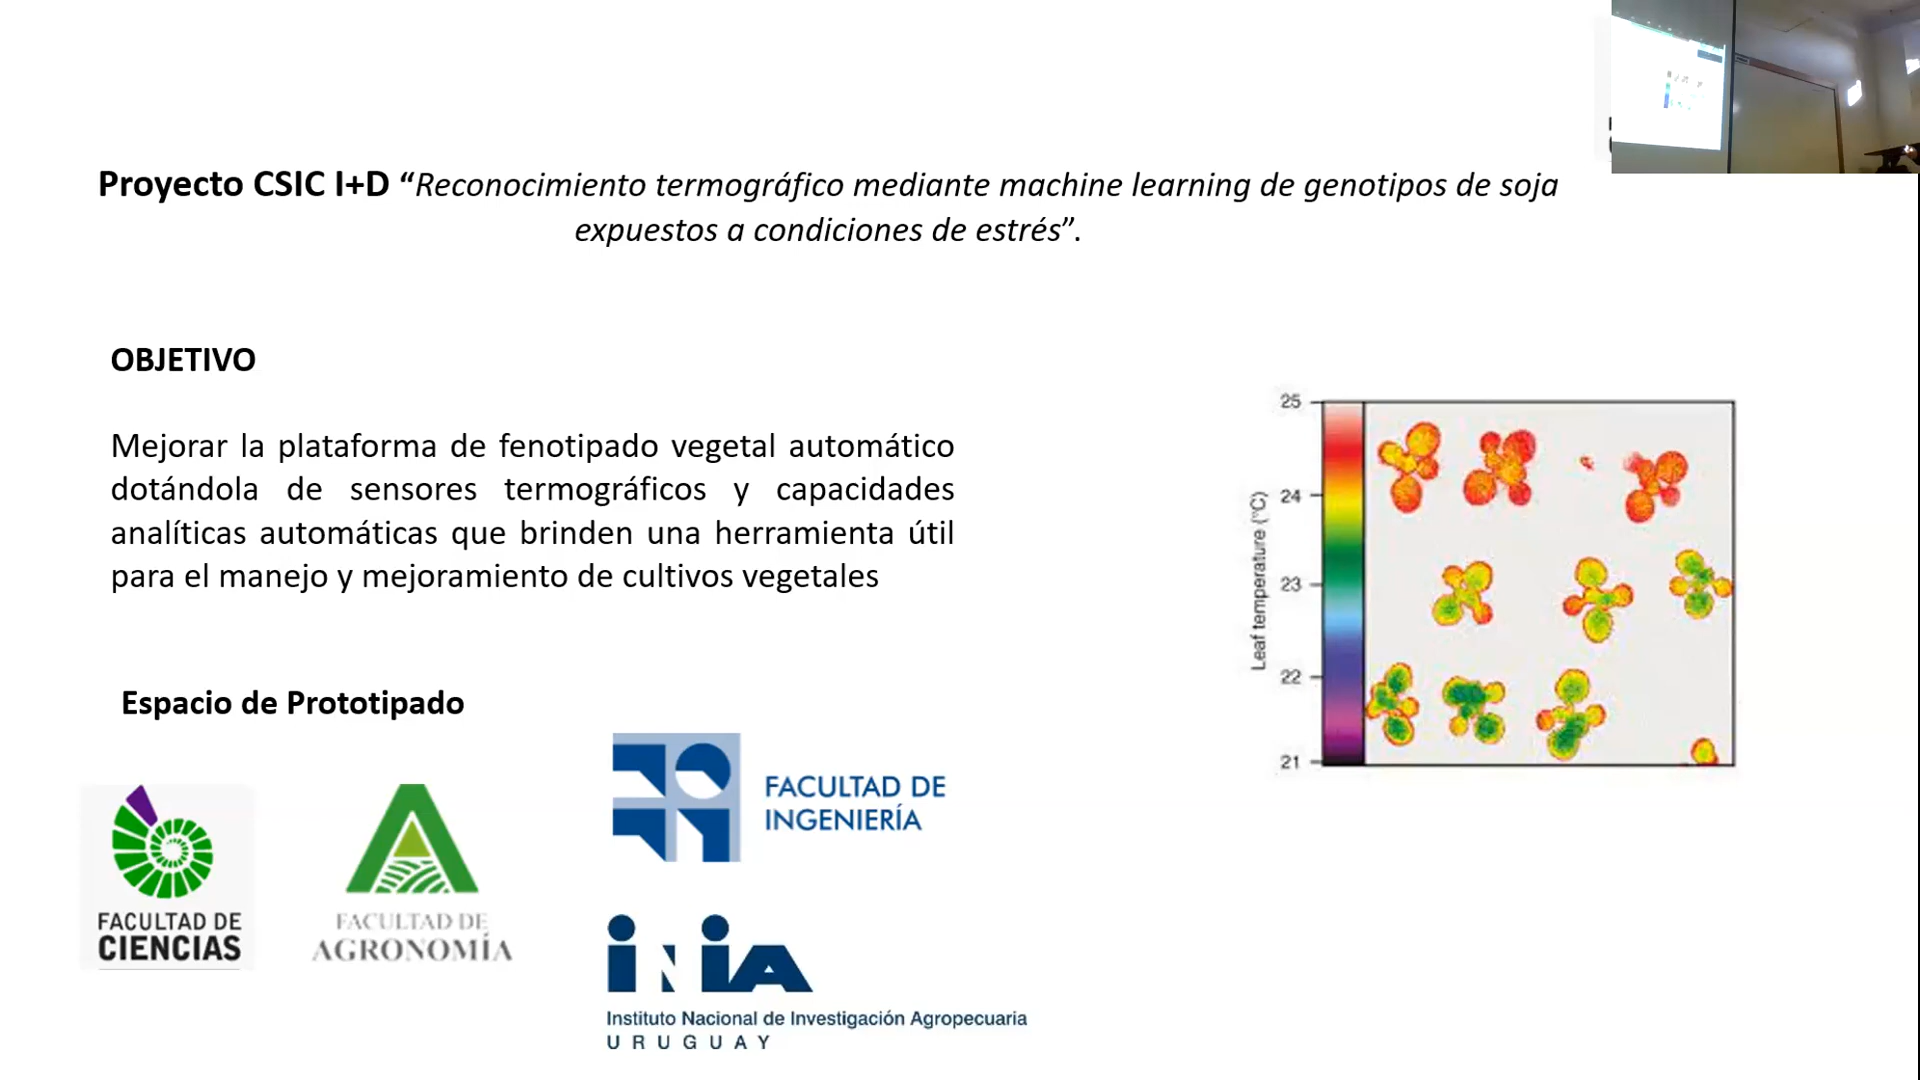 Proyecto CSIC I+D “Reconocimiento termográfico mediante machine learning de genotipos de soja
expuestos a condiciones de estrés”.
OBJETIVO
Mejorar la plataforma de fenotipado vegetal automático
dotándola de sensores termográficos y capacidades
analíticas automáticas que brinden una herramienta útil
para el manejo y mejoramiento de cultivos vegetales
Espacio de Prototipado
FACULTAD DE
CIENCIAS
FACULTAD DE
AGRONOMÍA
FACULTAD DE
INGENIERÍA
iNiA
Instituto Nacional de Investigación Agropecuaria
URUGUAY
Leaf temperature (°C)
25
24
23
22
21